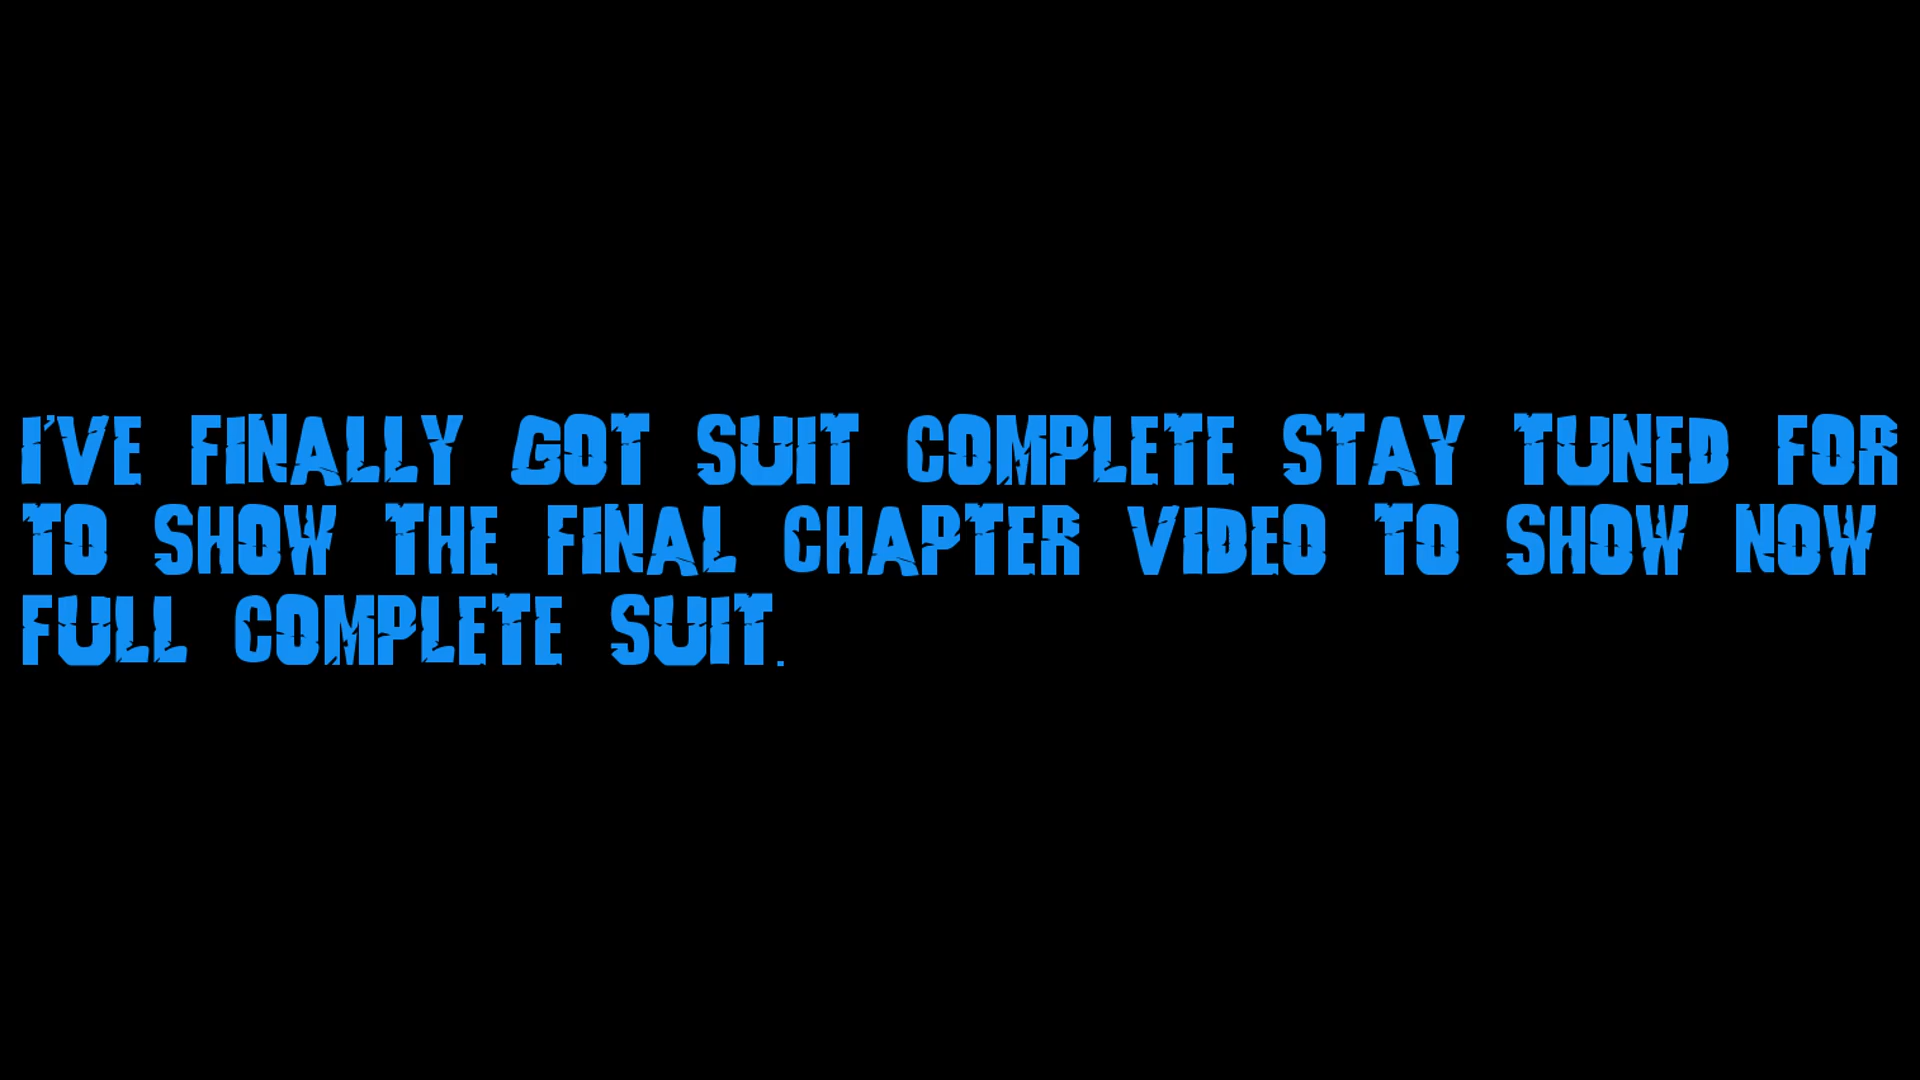 I'VE FINALLY GOT SUIT COMPLETE STAY TUNED FOR
TO SHOW THE FINAL CHAPTER VIDEO TO SHOW NOW
FULL COMPLETE SUIT.